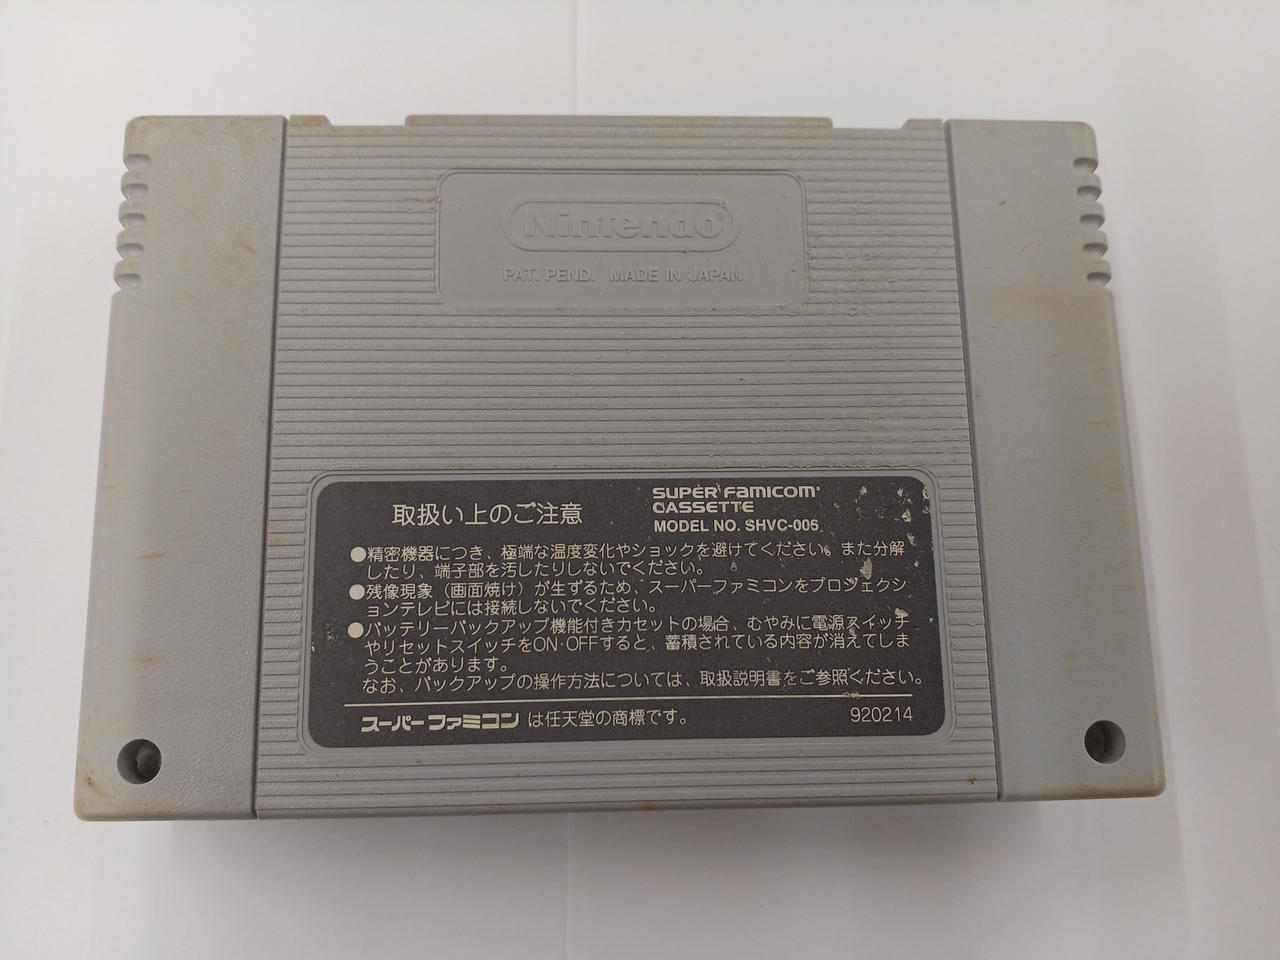 Nintendo®
PAT. PEND. MADE IN JAPAN
取扱い上のご注意
SUPER FAMICOM®
CASSETTE
MODEL NO. SHVC-006
●精密機器につき、極端な温度変化やショックを避けてください。また分解
したり、端子部を汚したりしないでください。
●残像現象（画面焼け）が生ずるため、スーパーファミコンをプロジェクシ
ョンテレビには接続しないでください。
●バッテリーバックアップ機能付きカセットの場合、むやみに電源スイッチ
やリセットスイッチをON·OFFすると、蓄積されている内容が消えてしま
うことがあります。
なお、バックアップの操作方法については、取扱説明書をご参照ください。
スーパーファミコン は任天堂の商標です。
920214